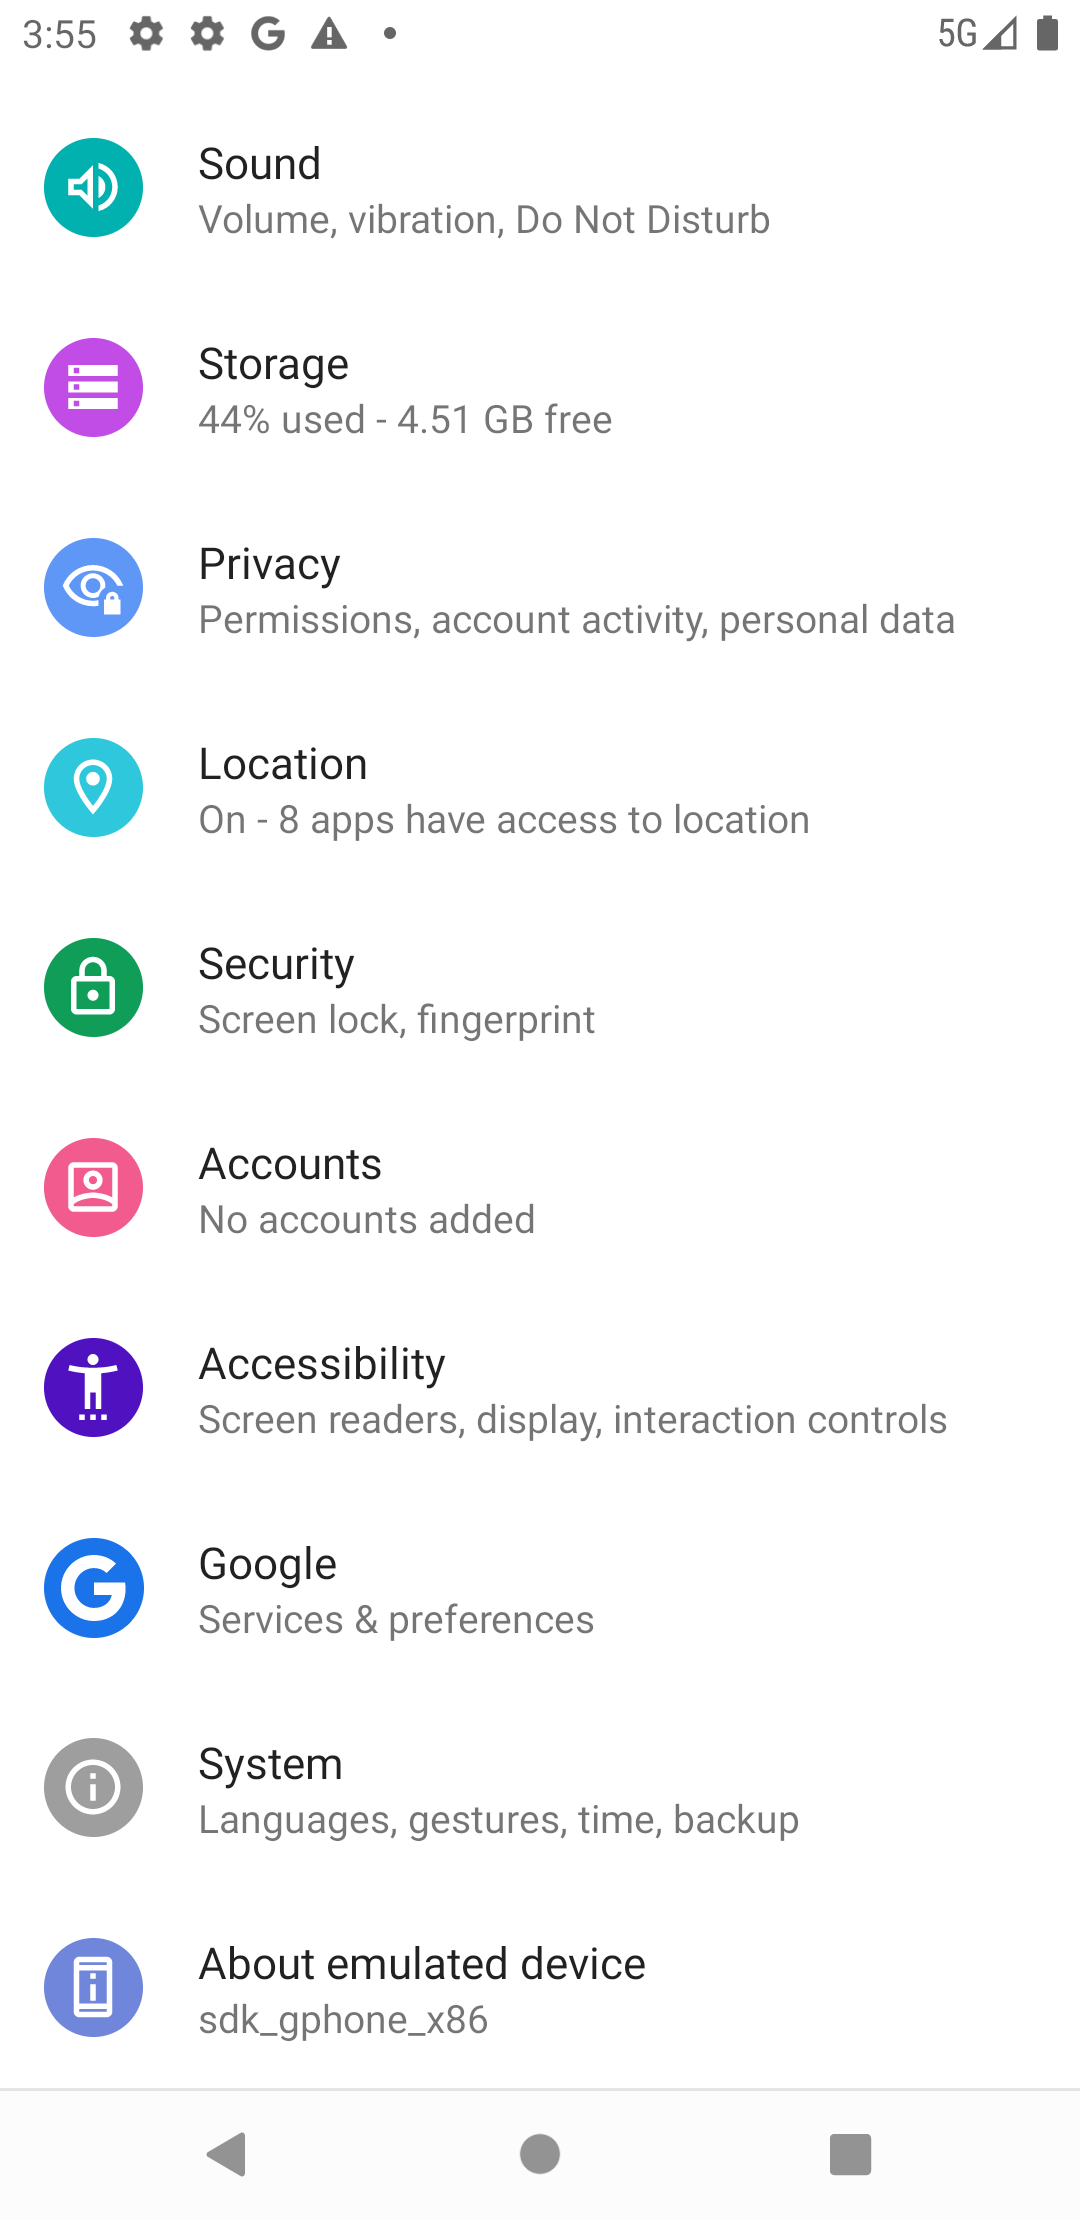 3:55
5G
Sound
Volume, vibration, Do Not Disturb
Storage
44% used - 4.51 GB free
Privacy
Permissions, account activity, personal data
Location
On - 8 apps have access to location
Security
Screen lock, fingerprint
Accounts
No accounts added
Accessibility
Screen readers, display, interaction controls
Google
Services & preferences
System
Languages, gestures, time, backup
About emulated device
sdk_gphone_x86